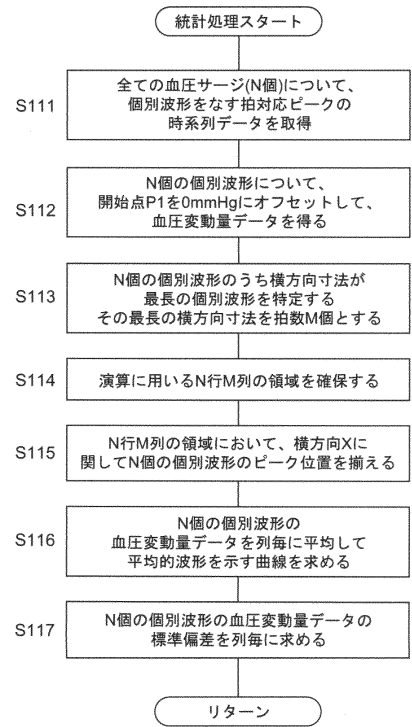 統計処理スタート
S111
全ての血圧サージ(N個)について、
個別波形をなす拍対応ピークの
時系列データを取得
S112
N個の個別波形について、
開始点P1を0mmHgにオフセットして、
血圧変動量データを得る
S113
N個の個別波形のうち横方向寸法が
最長の個別波形を特定する
その最長の横方向寸法を拍数M個とする
S114
演算に用いるN行M列の領域を確保する
S115
N行M列の領域において、横方向Xに
関してN個の個別波形のピーク位置を揃える
S116
N個の個別波形の
血圧変動量データを列毎に平均して
平均的波形を示す曲線を求める
S117
N個の個別波形の血圧変動量データの
標準偏差を列毎に求める
リターン